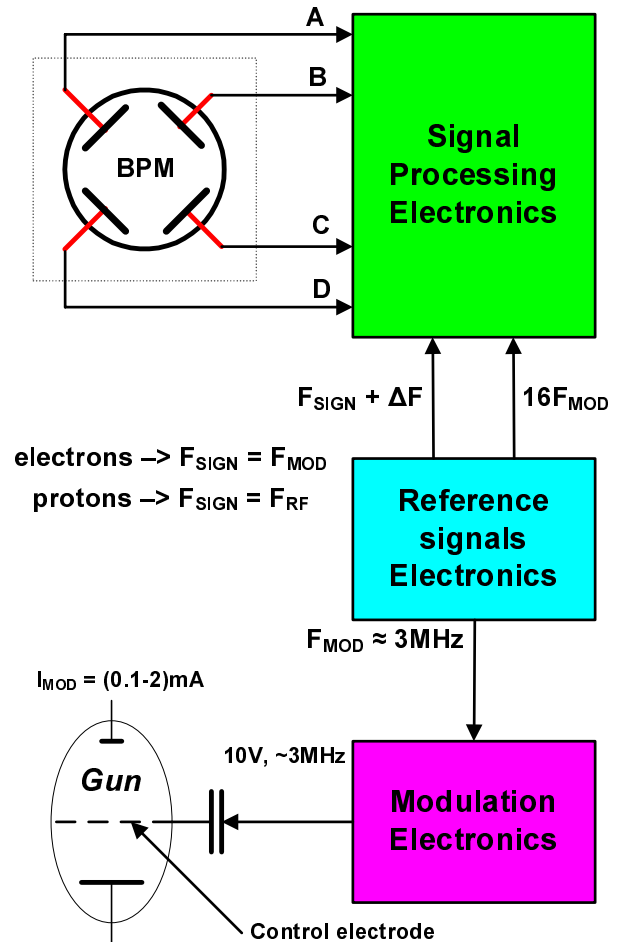 A
B
BPM
C
D
Signal
Processing
Electronics
F_SIGN + ΔF
16F_MOD
electrons –> F_SIGN = F_MOD
protons –> F_SIGN = F_RF
Reference
signals
Electronics
F_MOD ≈ 3MHz
I_MOD = (0.1-2)mA
10V, ~3MHz
Gun
Modulation
Electronics
Control electrode